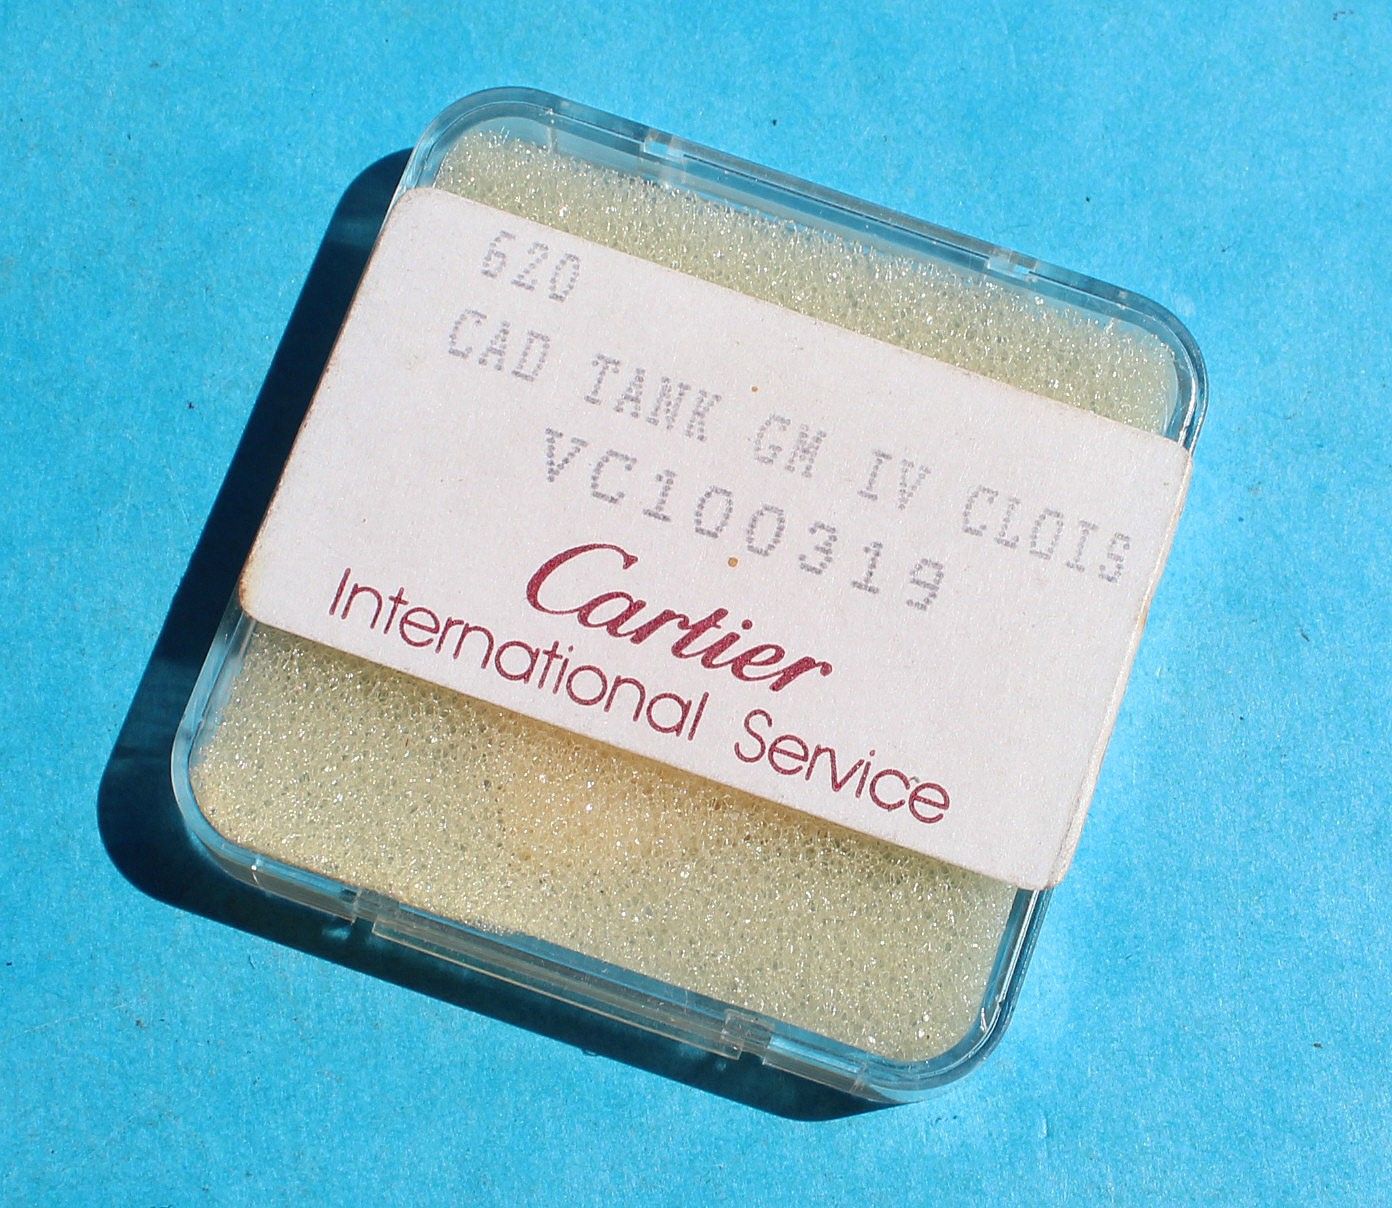 620
CAD TANK GM IV CLOIS
VC100319
Cartier
International Service